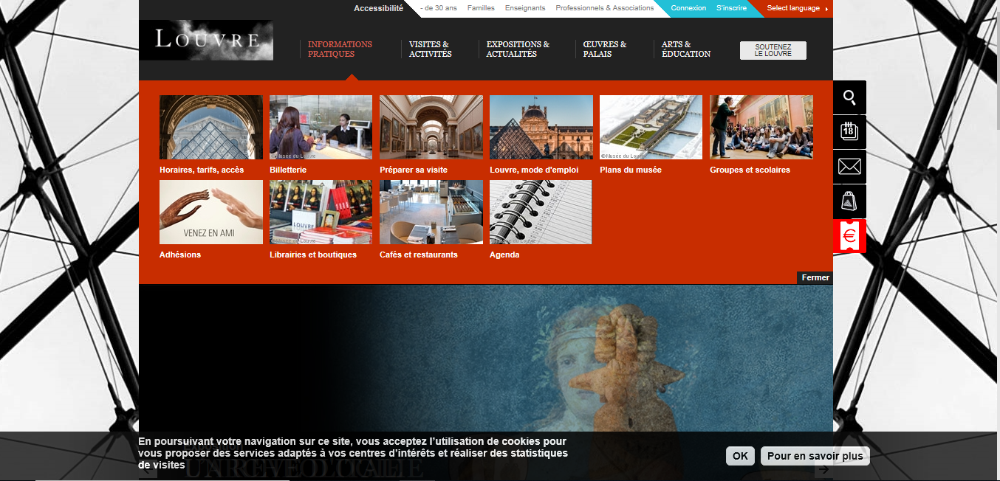 Accessibilité
- de 30 ans
Familles
Enseignants
Professionnels & Associations
Connexion
S'inscrire
Select language
LOUVRE
INFORMATIONS
PRATIQUES
VISITES &
ACTIVITÉS
EXPOSITIONS &
ACTUALITÉS
ŒUVRES &
PALAIS
ARTS &
ÉDUCATION
SOUTENEZ
LE LOUVRE
18
€
©Musée du Louvre
©Musée du Louvre
Horaires, tarifs, accès
Billetterie
Préparer sa visite
Louvre, mode d'emploi
Plans du musée
Groupes et scolaires
VENEZ EN AMI
LOUVRE
©Musée du Louvre
©Musée du Louvre
Adhésions
Librairies et boutiques
Cafés et restaurants
Agenda
Fermer
En poursuivant votre navigation sur ce site, vous acceptez l’utilisation de cookies pour
vous proposer des services adaptés à vos centres d’intérêts et réaliser des statistiques
de visites
OK
Pour en savoir plus